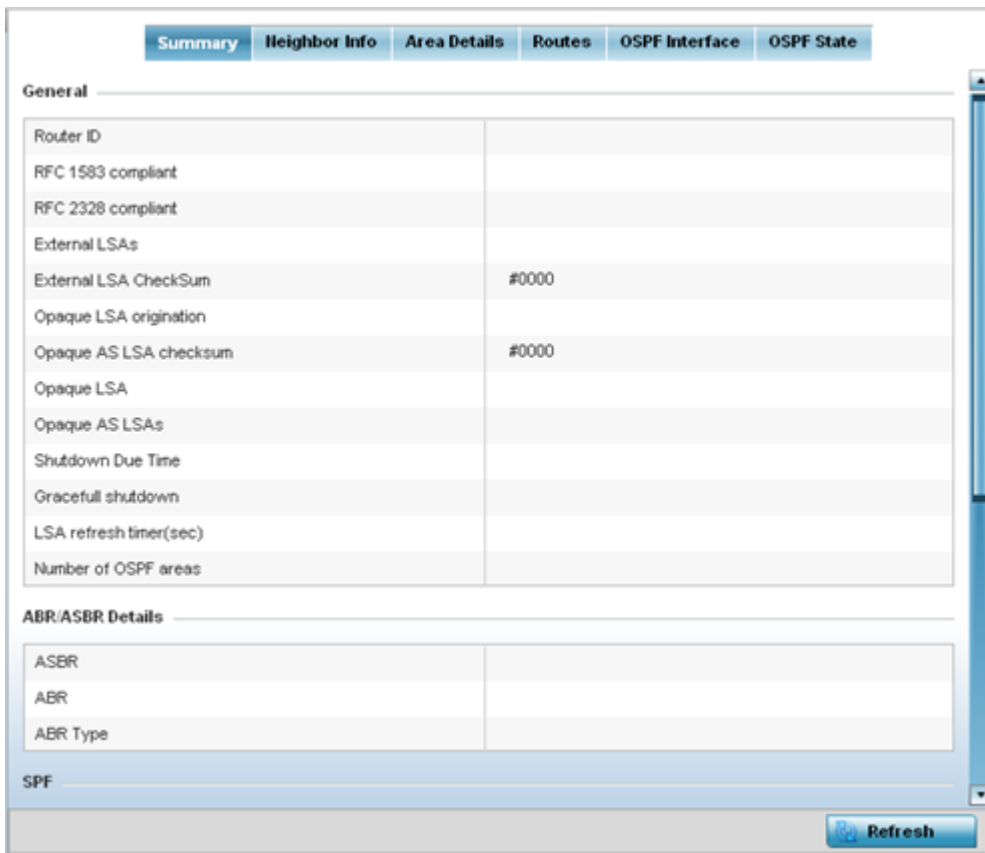 Summary Neighbor Info Area Details Routes OSPF Interface OSPF State
General
Router ID
RFC 1583 compliant
RFC 2328 compliant
External LSAs
External LSA CheckSum #0000
Opaque LSA origination
Opaque AS LSA checksum #0000
Opaque LSA
Opaque AS LSAs
Shutdown Due Time
Gracefull shutdown
LSA refresh timer(sec)
Number of OSPF areas
ABR/ASBR Details
ASBR
ABR
ABR Type
SPF
Refresh